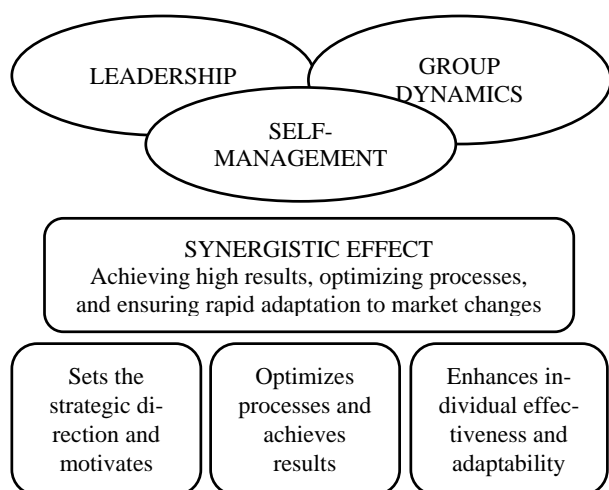 LEADERSHIP
GROUP
DYNAMICS
SELF-
MANAGEMENT
SYNERGISTIC EFFECT
Achieving high results, optimizing processes,
and ensuring rapid adaptation to market changes
Sets the
strategic di-
rection and
motivates
Optimizes
processes and
achieves
results
Enhances in-
dividual effec-
tiveness and
adaptability